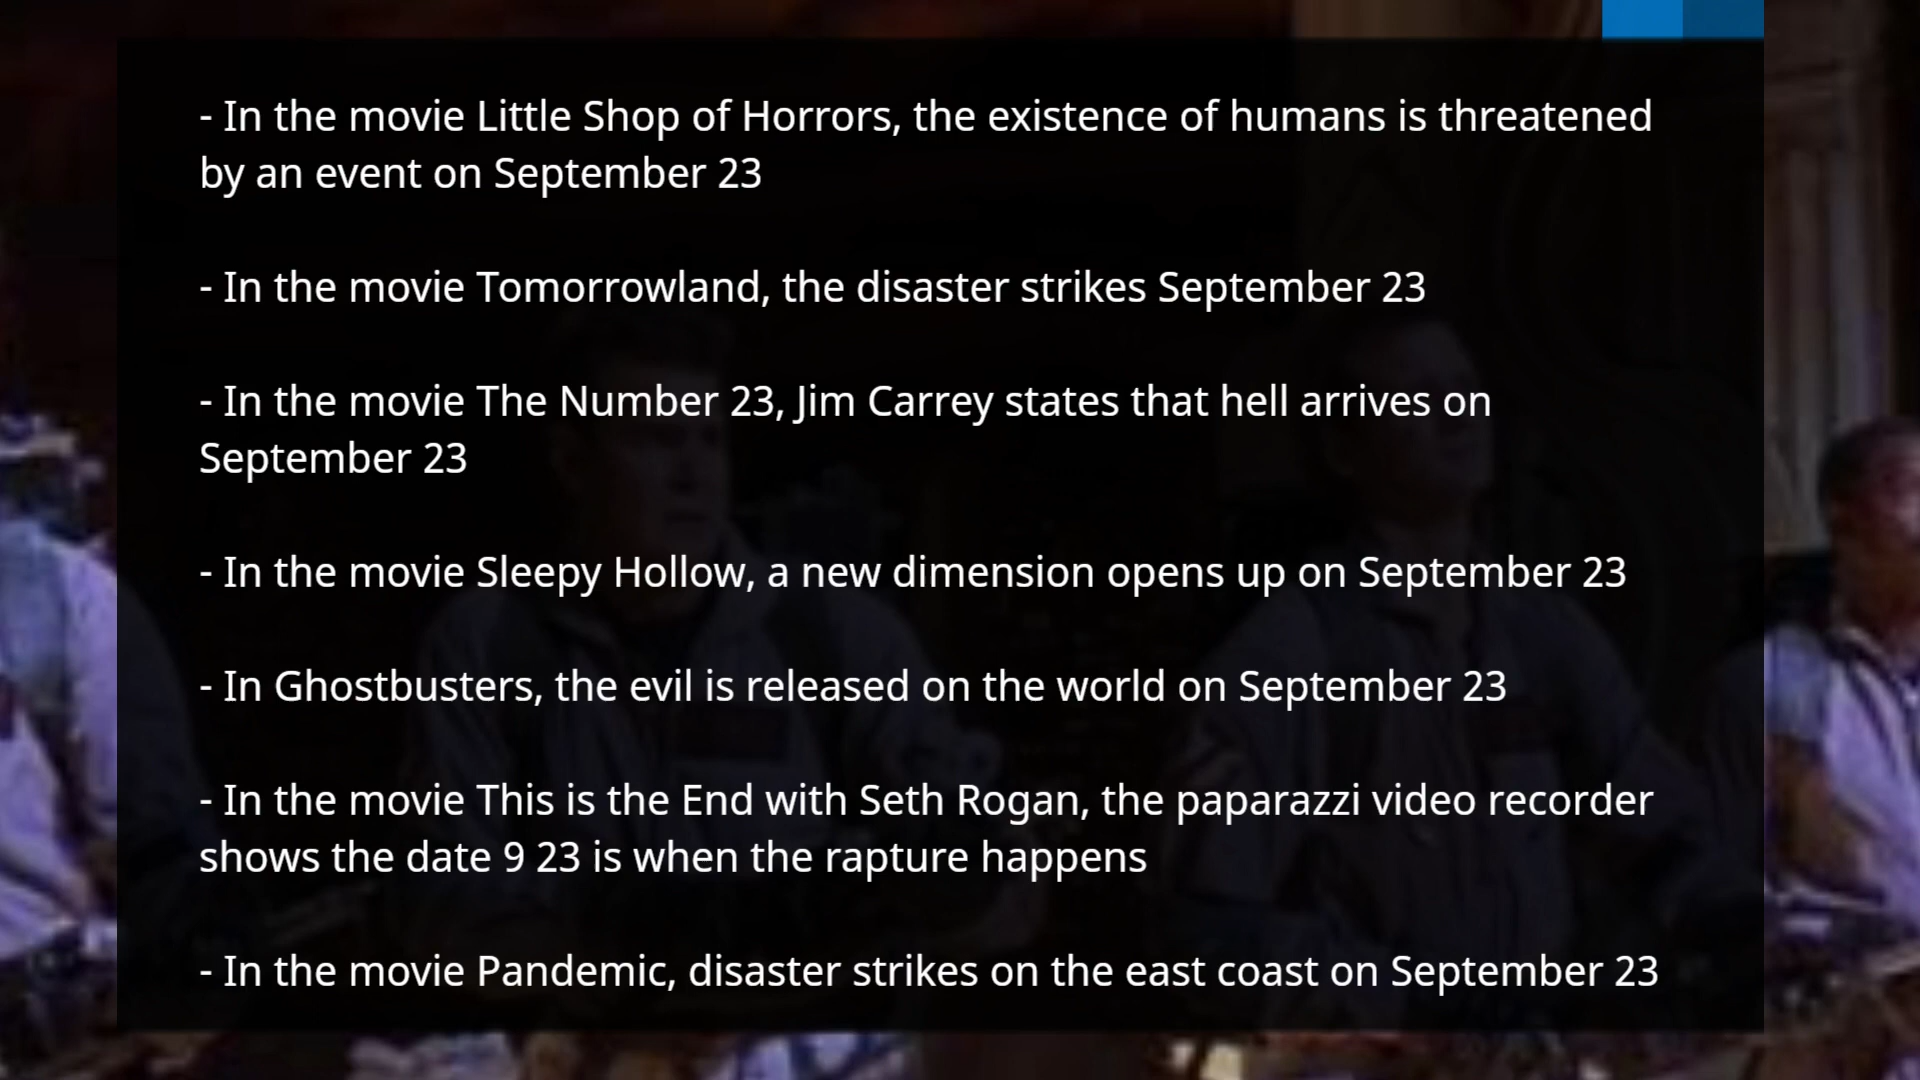 - In the movie Little Shop of Horrors, the existence of humans is threatened
by an event on September 23
- In the movie Tomorrowland, the disaster strikes September 23
- In the movie The Number 23, Jim Carrey states that hell arrives on
September 23
- In the movie Sleepy Hollow, a new dimension opens up on September 23
- In Ghostbusters, the evil is released on the world on September 23
- In the movie This is the End with Seth Rogan, the paparazzi video recorder
shows the date 9 23 is when the rapture happens
- In the movie Pandemic, disaster strikes on the east coast on September 23